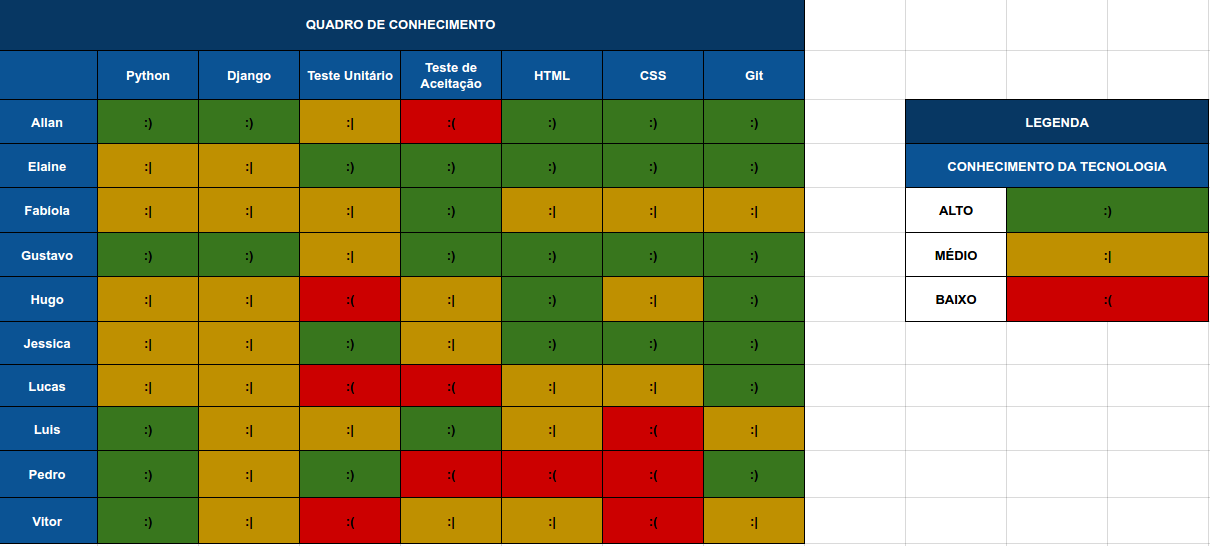 QUADRO DE CONHECIMENTO
Python Django Teste Unitário Teste de Aceitação HTML CSS Git
Allan :) :) :| :( :) :) :)
Elaine :| :| :) :) :) :) :)
Fabíola :| :| :| :) :| :| :|
Gustavo :) :) :| :) :) :) :)
Hugo :| :| :( :| :) :| :)
Jessica :| :| :) :| :) :) :)
Lucas :| :| :( :( :| :| :)
Luis :) :| :| :) :| :( :|
Pedro :) :| :) :( :( :( :)
Vitor :) :| :( :| :| :( :|
LEGENDA
CONHECIMENTO DA TECNOLOGIA
ALTO :)
MÉDIO :|
BAIXO :(